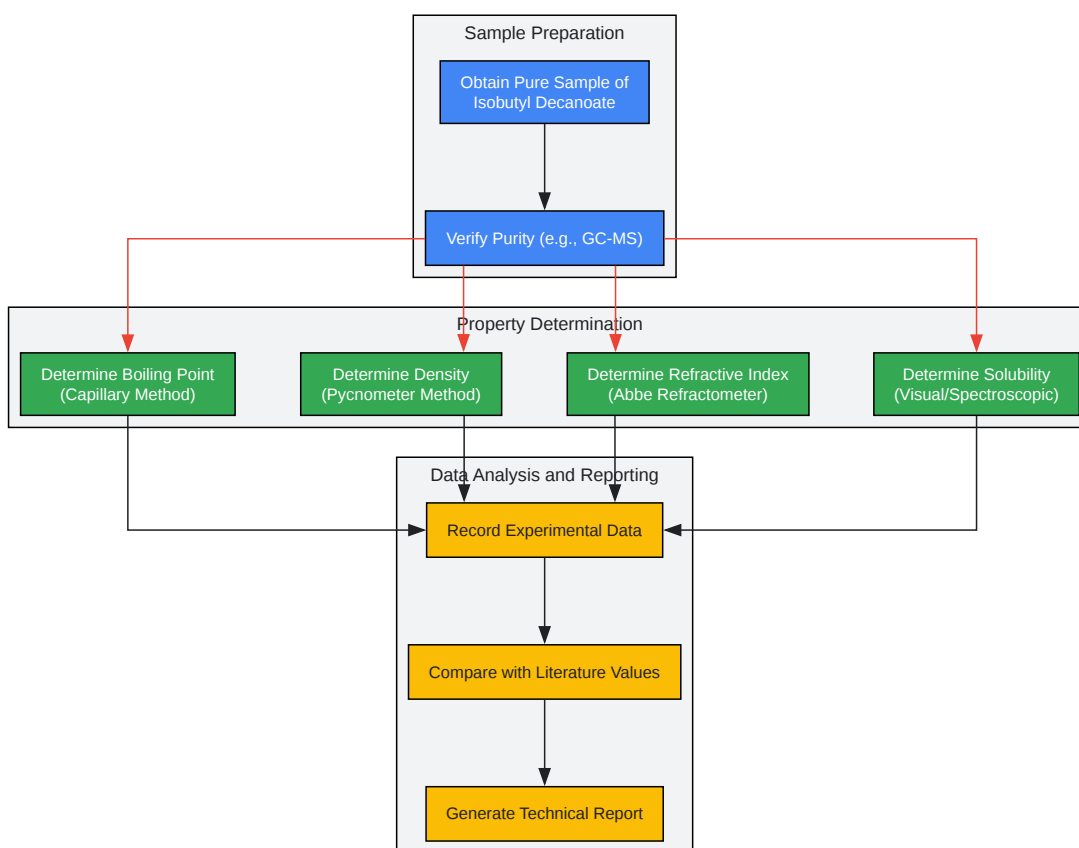 Sample Preparation
Obtain Pure Sample of
Isobutyl Decanoate
Verify Purity (e.g., GC-MS)
Property Determination
Determine Boiling Point
(Capillary Method)
Determine Density
(Pycnometer Method)
Determine Refractive Index
(Abbe Refractometer)
Determine Solubility
(Visual/Spectroscopic)
Data Analysis and Reporting
Record Experimental Data
Compare with Literature Values
Generate Technical Report